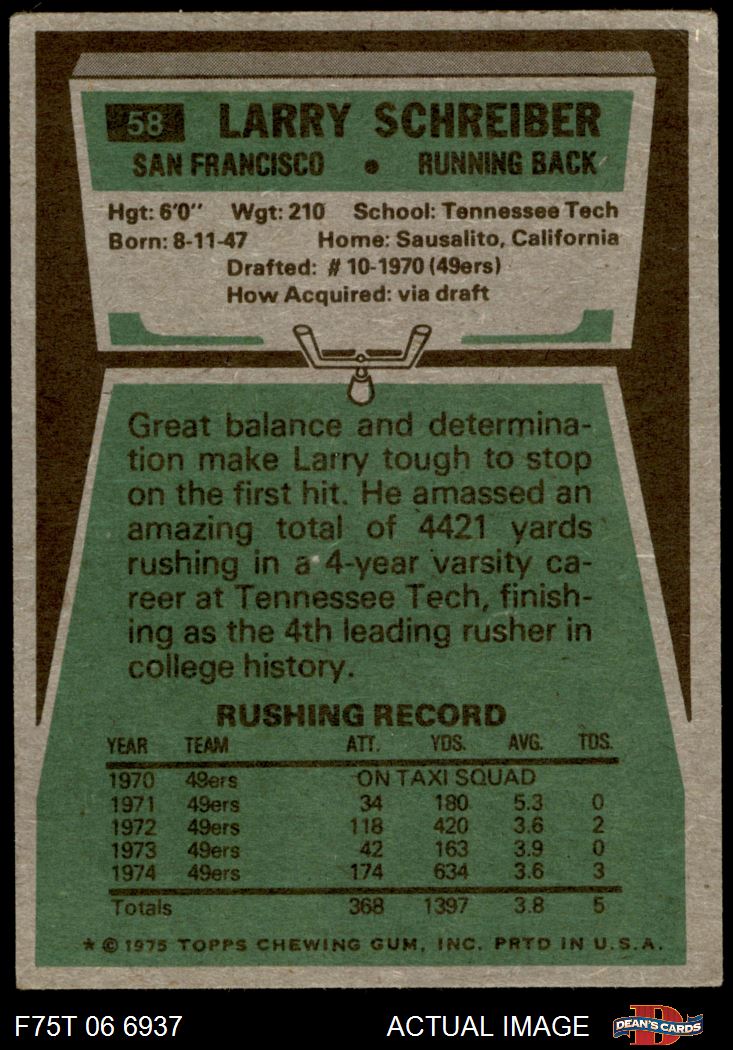 58 LARRY SCHREIBER
SAN FRANCISCO • RUNNING BACK
Hgt: 6'0" Wgt: 210 School: Tennessee Tech
Born: 8-11-47 Home: Sausalito, California
Drafted: #10-1970 (49ers)
How Acquired: via draft
Great balance and determina-
tion make Larry tough to stop
on the first hit. He amassed an
amazing total of 4421 yards
rushing in a 4-year varsity ca-
reer at Tennessee Tech, finish-
ing as the 4th leading rusher in
college history.
RUSHING RECORD
YEAR TEAM ATT. YDS. AVG. TDS.
1970 49ers ON TAXI SQUAD
1971 49ers 34 180 5.3 0
1972 49ers 118 420 3.6 2
1973 49ers 42 163 3.9 0
1974 49ers 174 634 3.6 3
Totals 368 1397 3.8 5
* © 1975 TOPPS CHEWING GUM, INC. PRTD IN U.S.A.
F75T 06 6937 ACTUAL IMAGE D DEAN'S CARDS